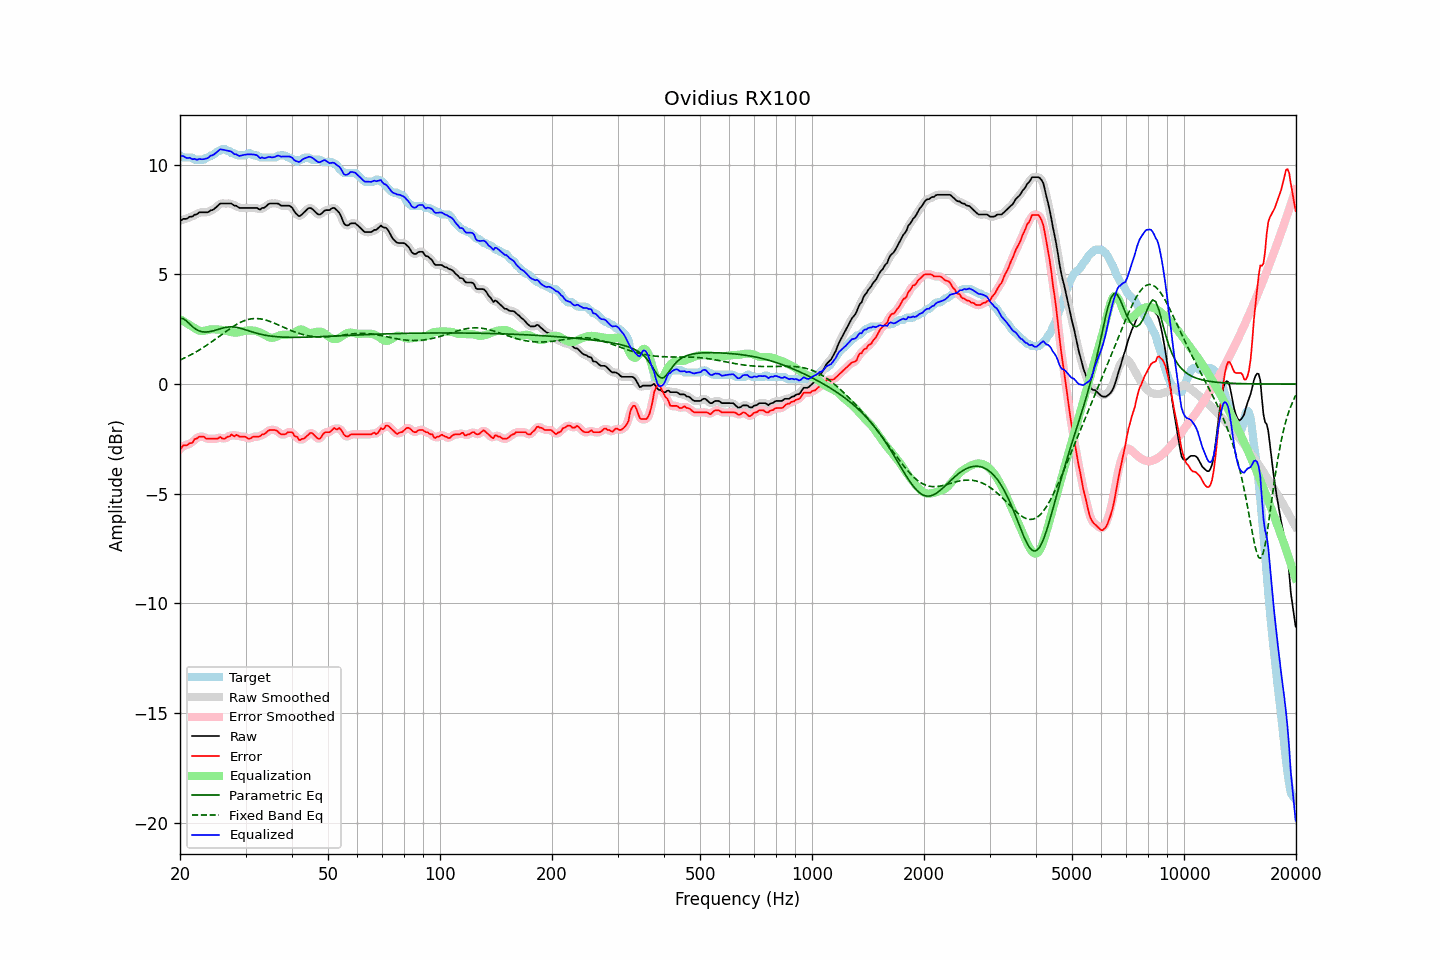 Ovidius RX100
Amplitude (dBr)
10
5
0
−5
−10
−15
−20
Target
Raw Smoothed
Error Smoothed
Raw
Error
Equalization
Parametric Eq
Fixed Band Eq
Equalized
20 50 100 200 500 1000 2000 5000 10000 20000
Frequency (Hz)